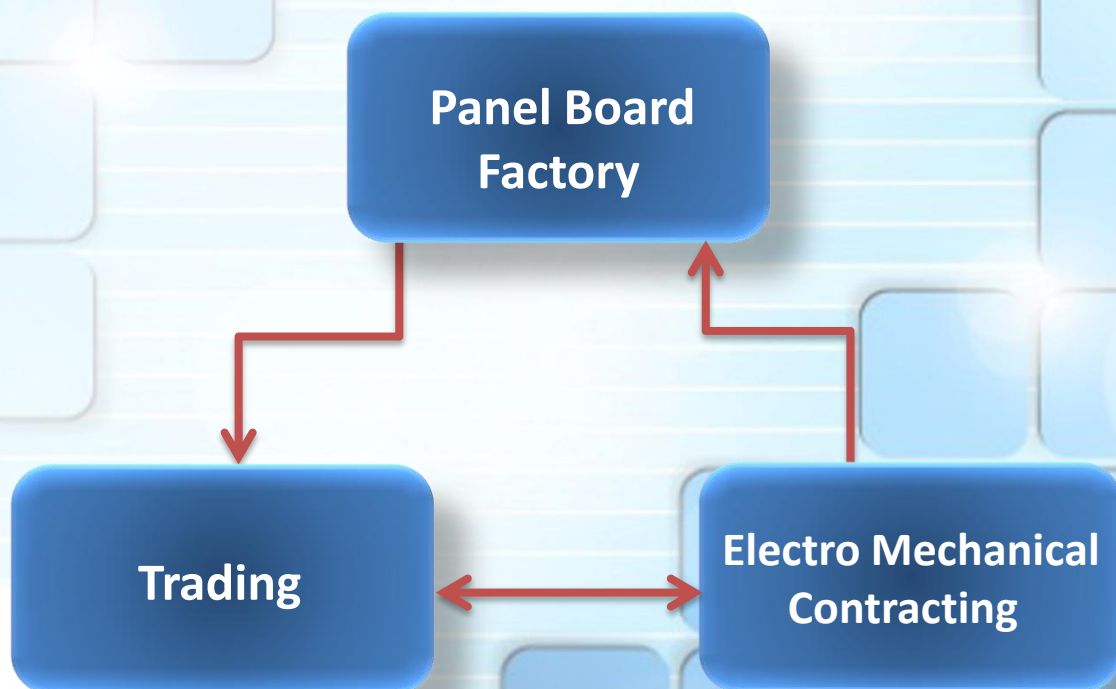 Panel Board
Factory
Trading
Electro Mechanical
Contracting